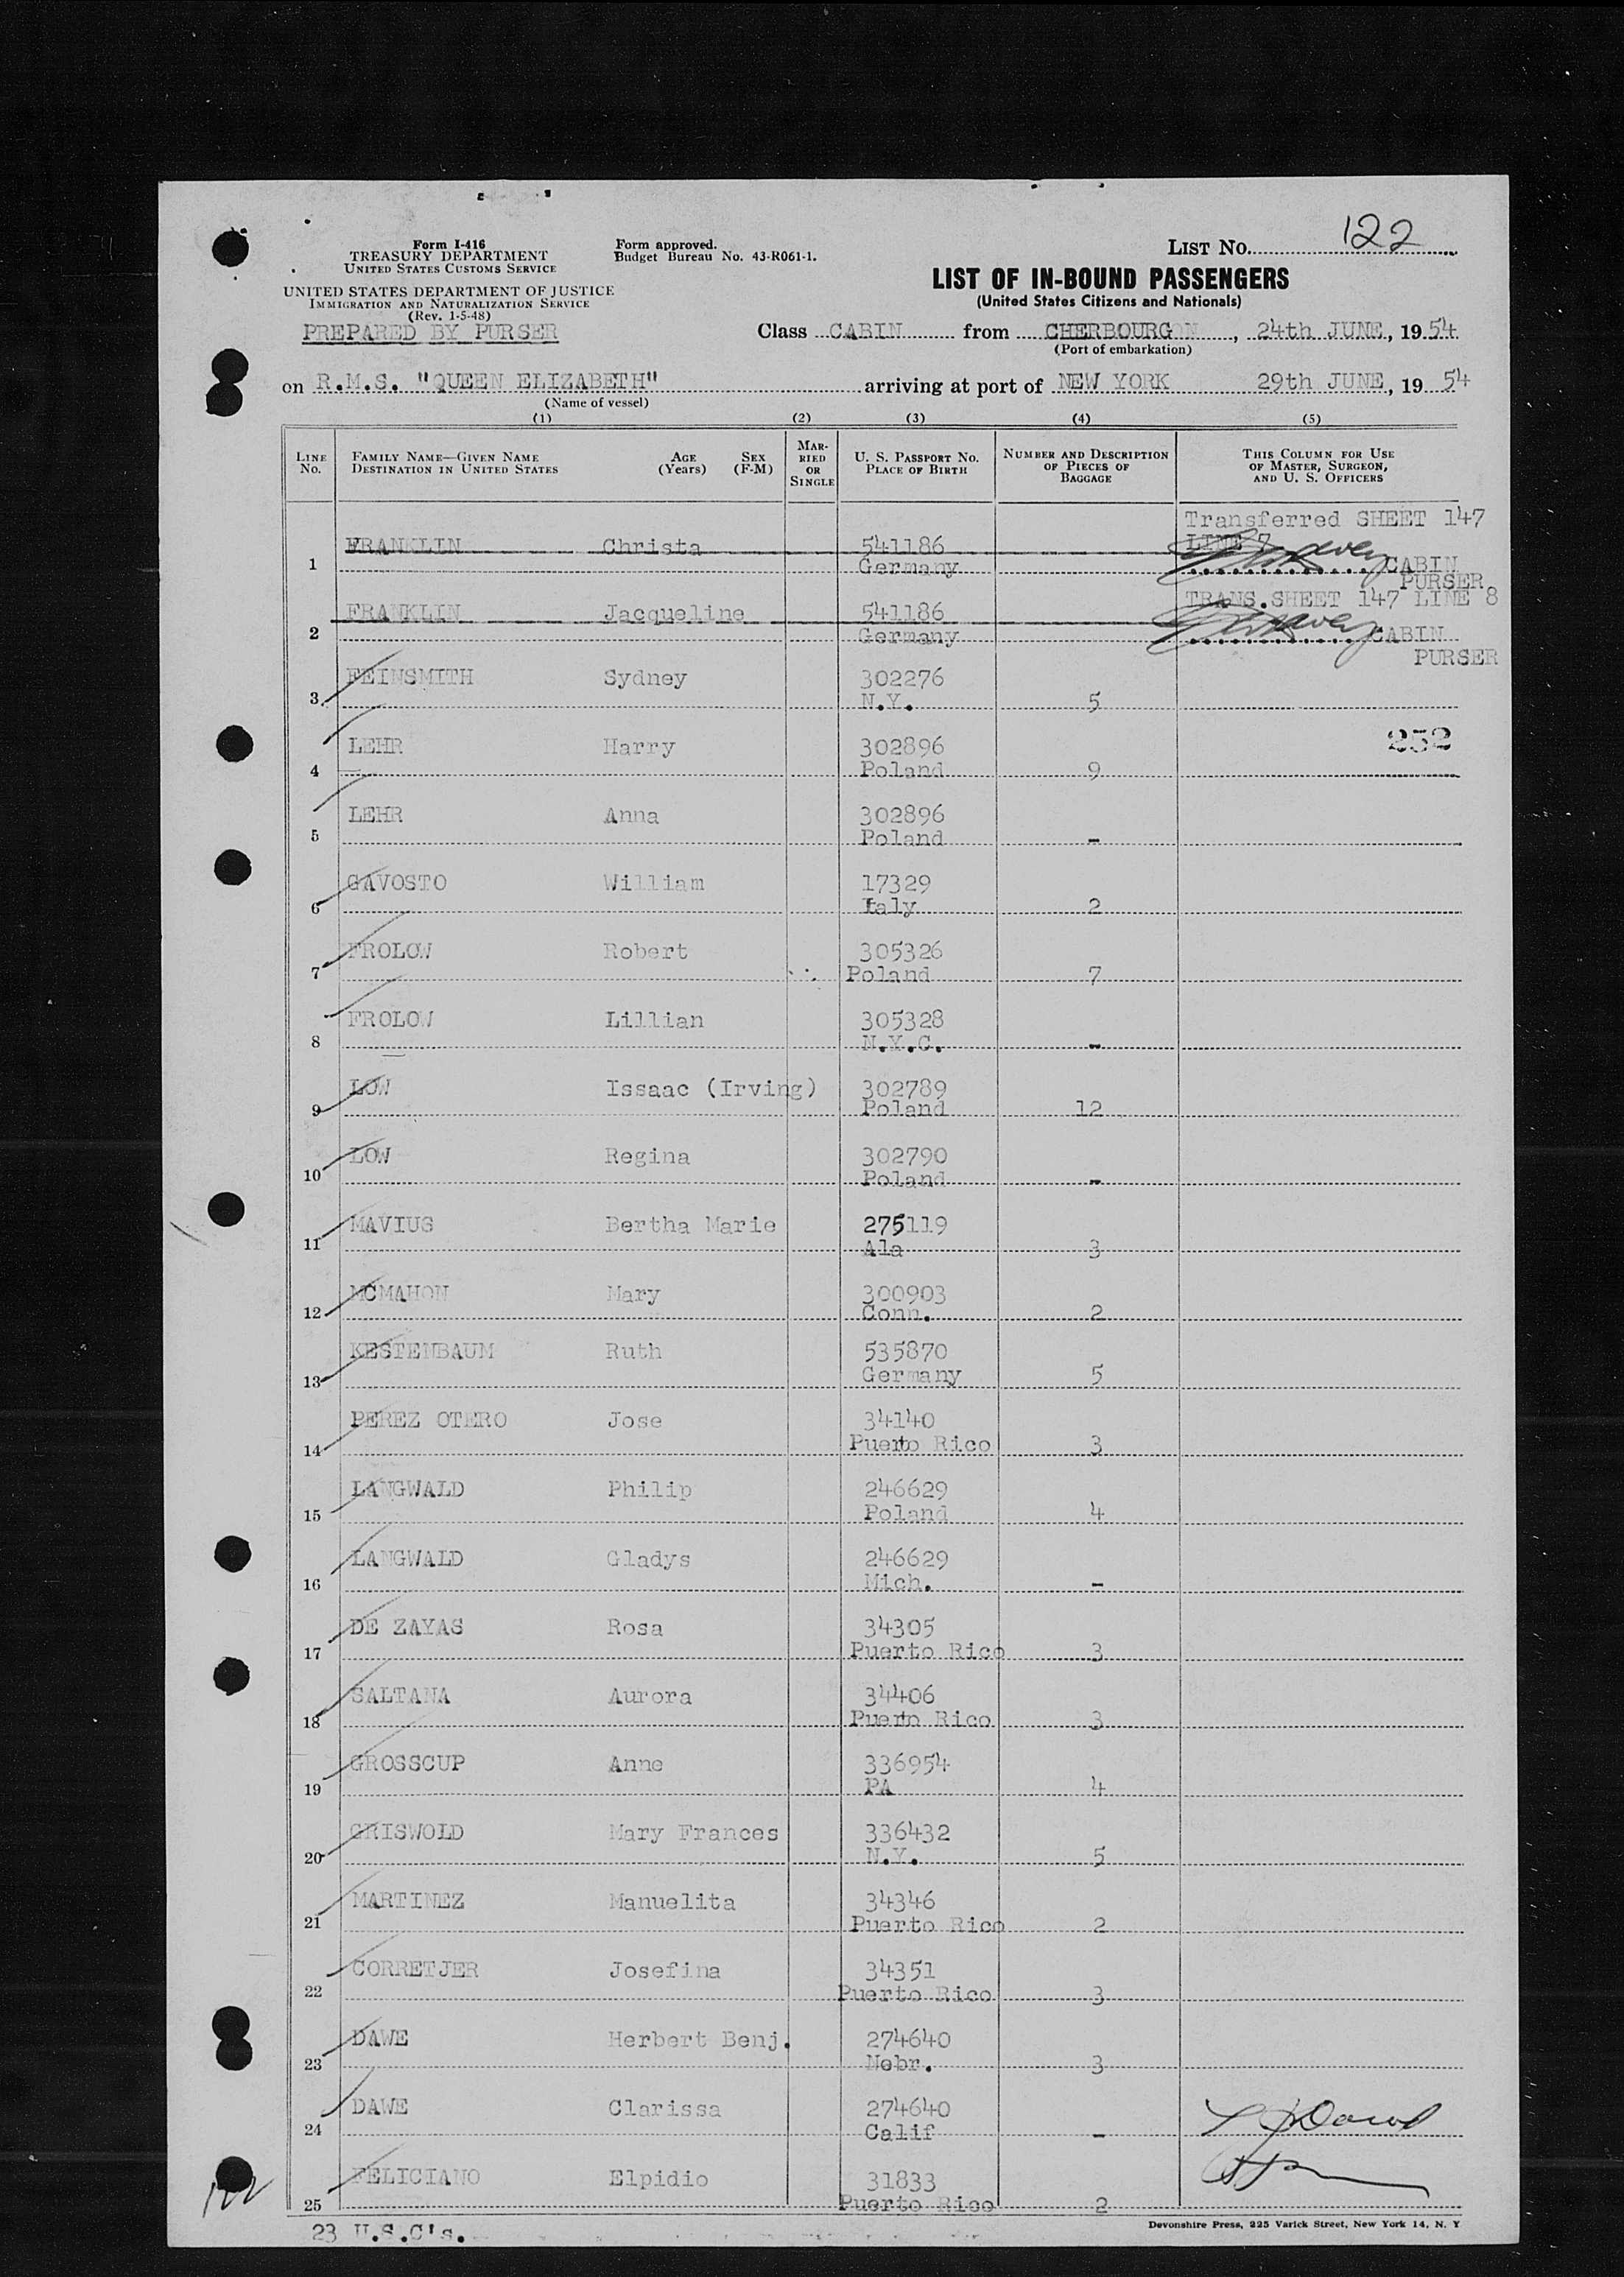 Form I-416
TREASURY DEPARTMENT
UNITED STATES CUSTOMS SERVICE
UNITED STATES DEPARTMENT OF JUSTICE
IMMIGRATION AND NATURALIZATION SERVICE
(Rev. 1-5-48)
PREPARED BY PURSER
Form approved.
Budget Bureau No. 43-R061-1.
LIST NO. 122
LIST OF IN-BOUND PASSENGERS
(United States Citizens and Nationals)
Class CABIN from CHERBOURG, 24th JUNE, 1954
(Port of embarkation)
on R.M.S. "QUEEN ELIZABETH" arriving at port of NEW YORK 29th JUNE, 1954
(Name of vessel)
(1) (2) (3) (4) (5)
LINE NO. FAMILY NAME—GIVEN NAME DESTINATION IN UNITED STATES AGE (Years) SEX (F-M) MARRIED OR SINGLE U. S. PASSPORT NO. PLACE OF BIRTH NUMBER AND DESCRIPTION OF PIECES OF BAGGAGE THIS COLUMN FOR USE OF MASTER, SURGEON, AND U. S. OFFICERS
Transferred SHEET 147
LINE 7
1 FRANKLIN Christa 541186
Germany CABIN
PURSER
TRANS.SHEET 147 LINE 8
2 FRANKLIN Jacqueline 541186
Germany CABIN
PURSER
3 FEINSMITH Sydney 302276
N.Y. 5
252
4 LEHR Harry 302896
Poland 9
5 LEHR Anna 302896
Poland -
6 GAVOSTO William 17329
Italy 2
7 FROLOW Robert 305326
Poland 7
8 FROLOW Lillian 305328
N.Y.C. -
9 LOW Issaac (Irving) 302789
Poland 12
10 LOW Regina 302790
Poland -
11 MAVIUS Bertha Marie 275119
Ala 3
12 MCMAHON Mary 300903
Conn. 2
13 KESTENBAUM Ruth 535870
Germany 5
14 PEREZ OTERO Jose 34140
Puerto Rico 3
15 LANGWALD Philip 246629
Poland 4
16 LANGWALD Gladys 246629
Mich. -
17 DE ZAYAS Rosa 34305
Puerto Rico 3
18 SALTANA Aurora 34406
Puerto Rico 3
19 GROSSCUP Anne 336954
PA 4
20 GRISWOLD Mary Frances 336432
N.Y. 5
21 MARTINEZ Manuelita 34346
Puerto Rico 2
22 CORRETJER Josefina 34351
Puerto Rico 3
23 DAWE Herbert Benj. 274640
Nebr. 3
24 DAWE Clarissa 274640
Calif -
25 FELICIANO Elpidio 31833
Puerto Rico 2
122
23 U.S.C's.
Devonshire Press, 225 Varick Street, New York 14, N. Y